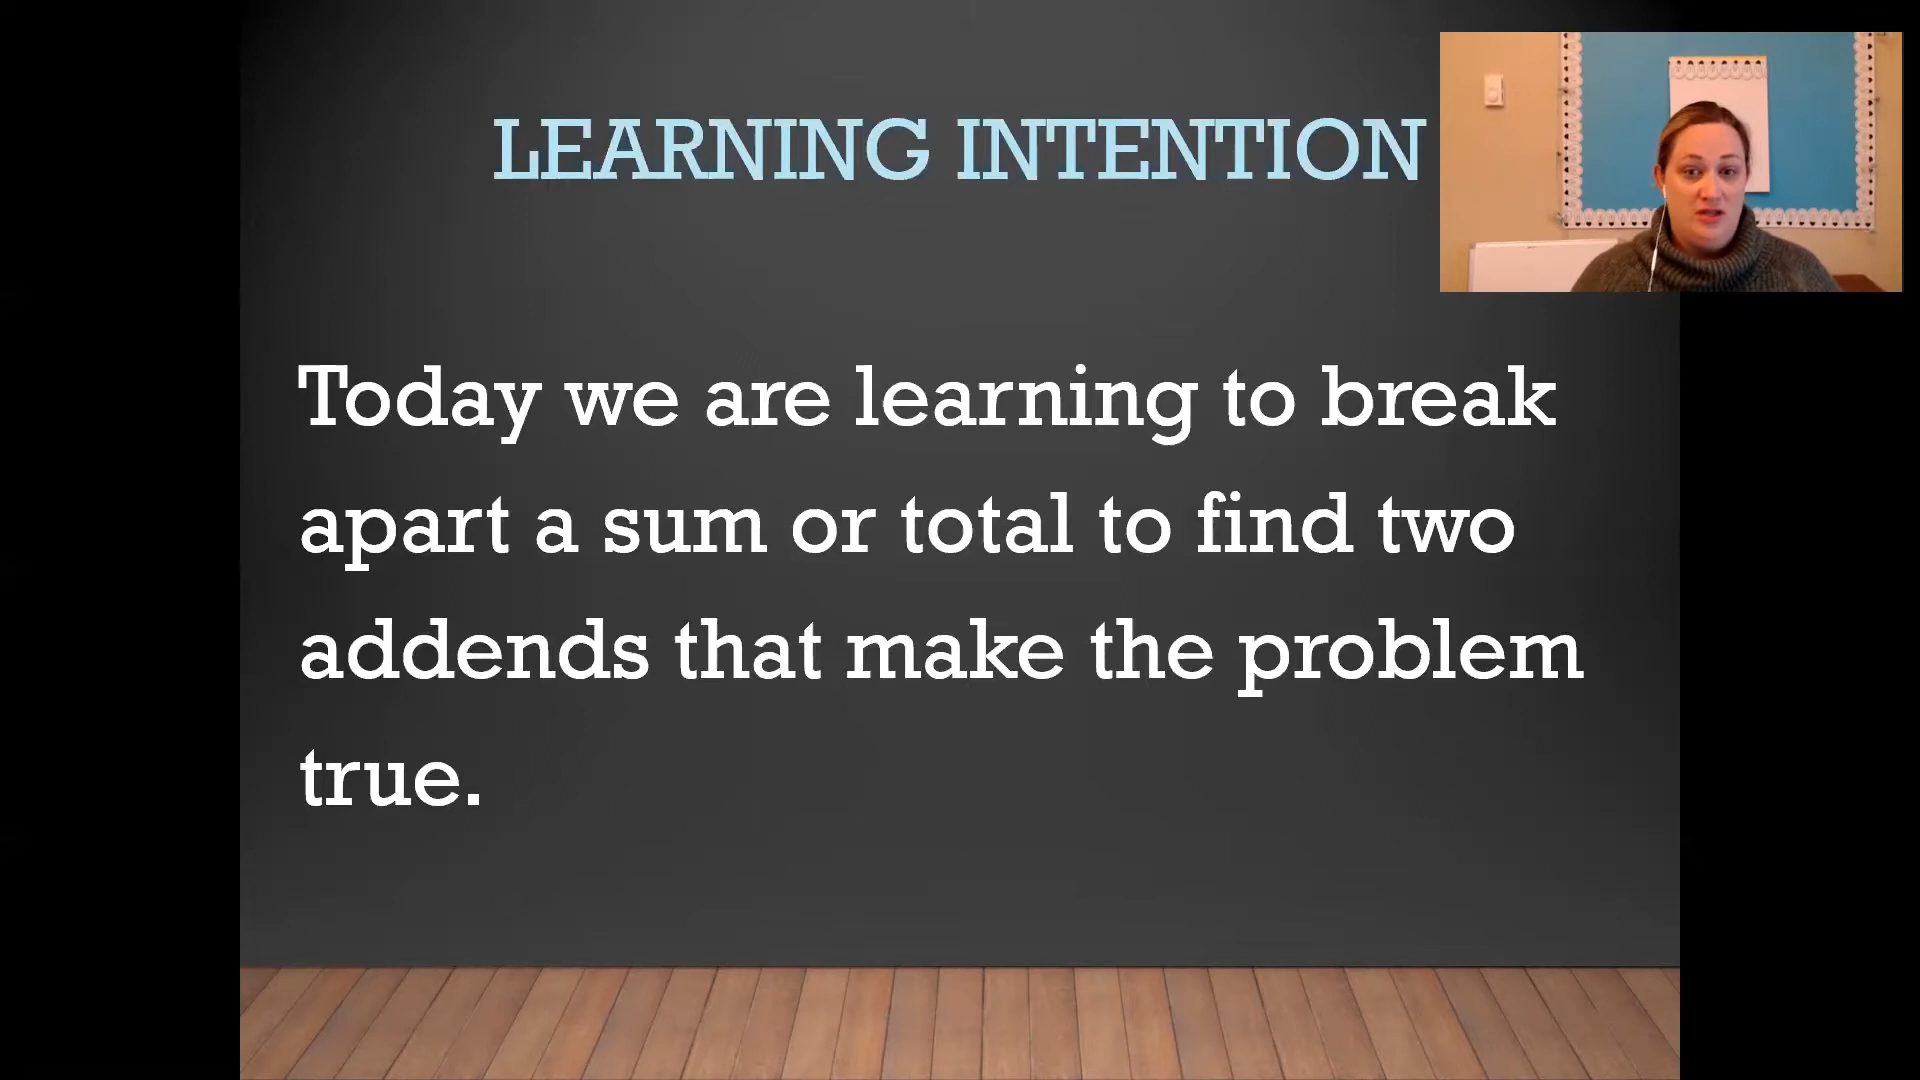 LEARNING INTENTION
Today we are learning to break
apart a sum or total to find two
addends that make the problem
true.